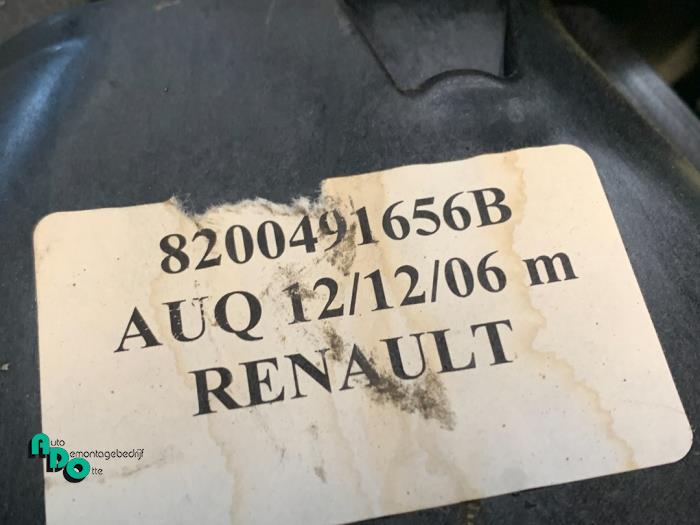 8200491656B
AUQ 12/12/06 m
RENAULT
Auto
Demontagebedrijf
Otte